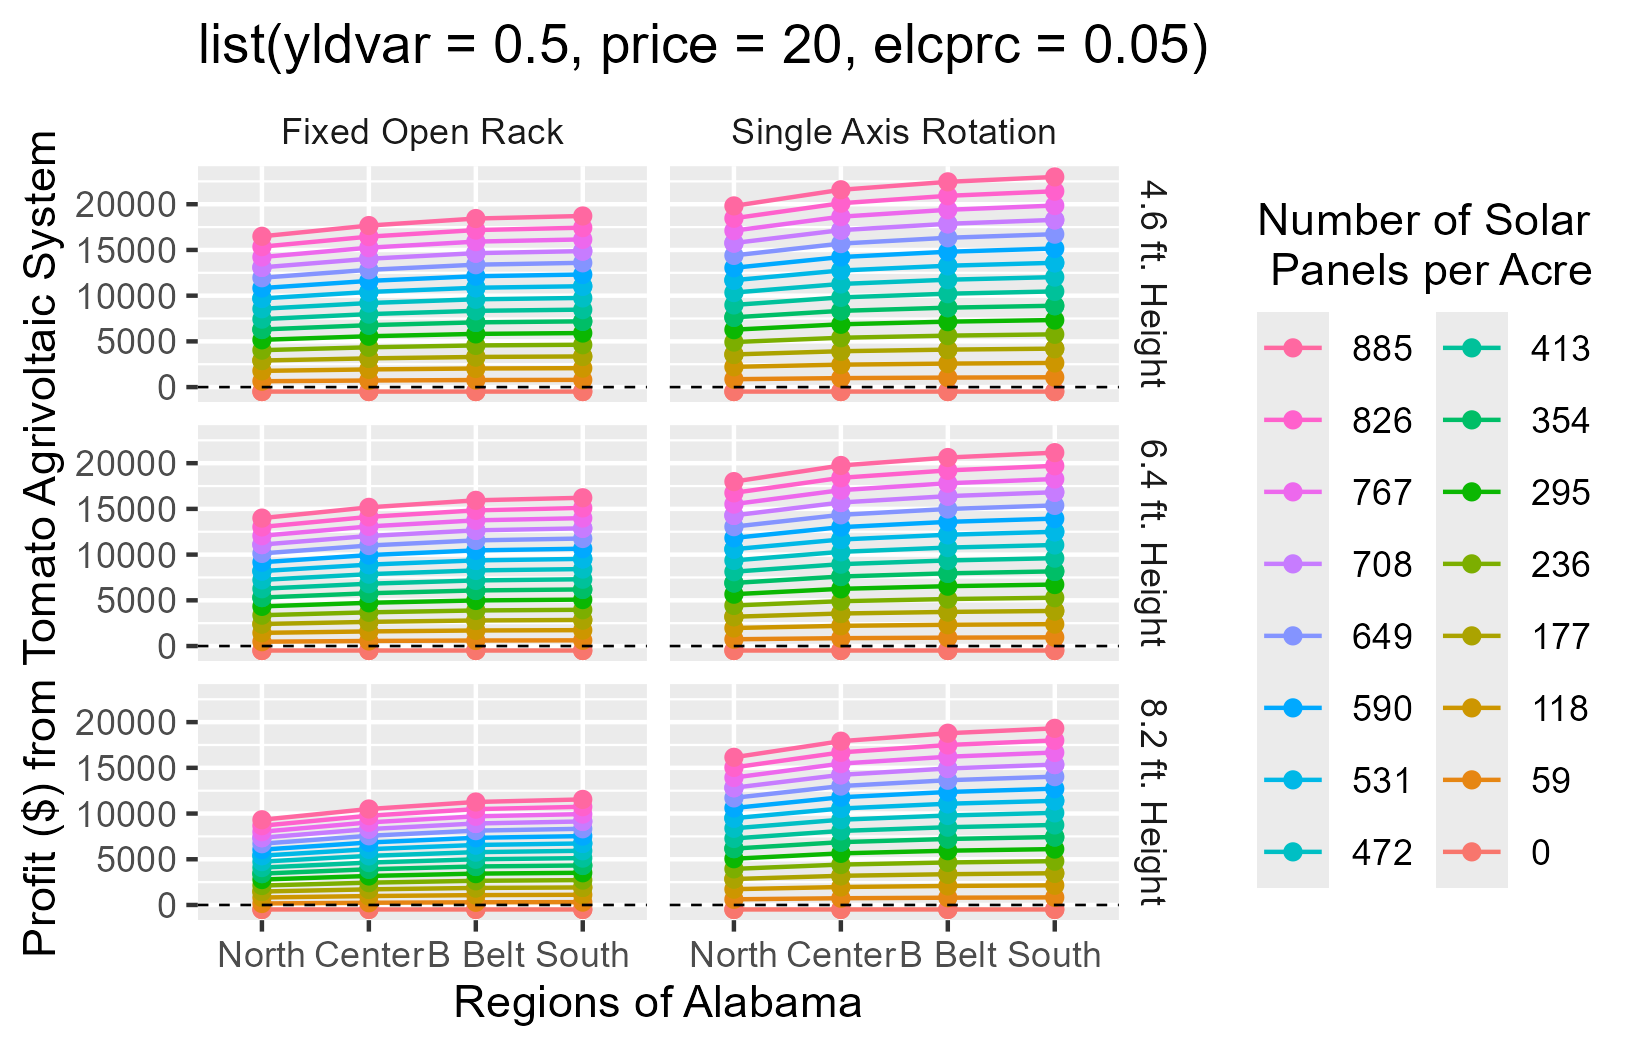 list(yldvar = 0.5, price = 20, elcprc = 0.05)
Profit ($) from Tomato Agrivoltaic System
Fixed Open Rack
Single Axis Rotation
20000
15000
10000
5000
0
4.6 ft. Height
20000
15000
10000
5000
0
6.4 ft. Height
20000
15000
10000
5000
0
8.2 ft. Height
North Center B Belt South
North Center B Belt South
Regions of Alabama
Number of Solar
Panels per Acre
885
826
767
708
649
590
531
472
413
354
295
236
177
118
59
0